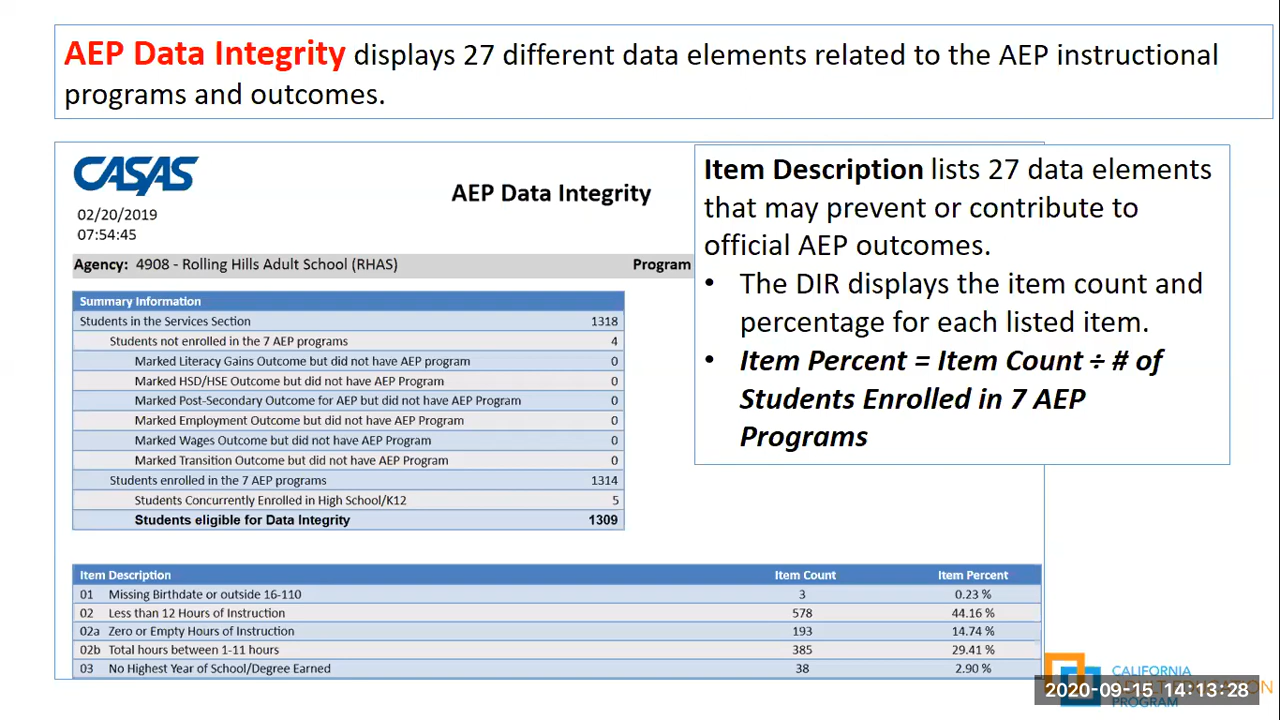 AEP Data Integrity displays 27 different data elements related to the AEP instructional
programs and outcomes.
CASAS
AEP Data Integrity
02/20/2019
07:54:45
Agency: 4908 - Rolling Hills Adult School (RHAS) Program
Item Description lists 27 data elements
that may prevent or contribute to
official AEP outcomes.
• The DIR displays the item count and
percentage for each listed item.
• Item Percent = Item Count ÷ # of
Students Enrolled in 7 AEP
Programs
Summary Information
Students in the Services Section 1318
Students not enrolled in the 7 AEP programs 4
Marked Literacy Gains Outcome but did not have AEP program 0
Marked HSD/HSE Outcome but did not have AEP Program 0
Marked Post-Secondary Outcome for AEP but did not have AEP Program 0
Marked Employment Outcome but did not have AEP Program 0
Marked Wages Outcome but did not have AEP Program 0
Marked Transition Outcome but did not have AEP Program 0
Students enrolled in the 7 AEP programs 1314
Students Concurrently Enrolled in High School/K12 5
Students eligible for Data Integrity 1309
Item Description Item Count Item Percent
01 Missing Birthdate or outside 16-110 3 0.23 %
02 Less than 12 Hours of Instruction 578 44.16 %
02a Zero or Empty Hours of Instruction 193 14.74 %
02b Total hours between 1-11 hours 385 29.41 %
03 No Highest Year of School/Degree Earned 38 2.90 %
CALIFORNIA
ADULT EDUCATION
PROGRAM
2020-09-15 14:13:28